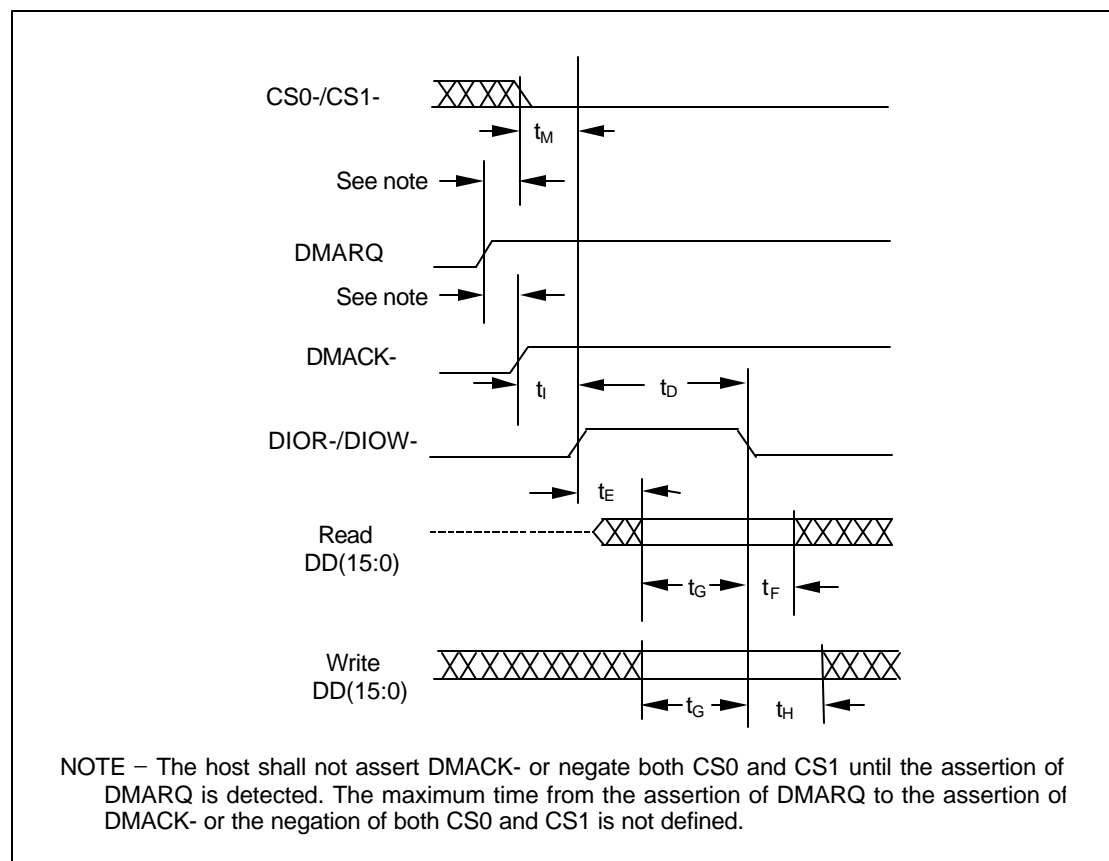 CS0-/CS1-
tM
See note
DMARQ
See note
DMACK-
tI
tD
DIOR-/DIOW-
tE
Read
DD(15:0)
tG
tF
Write
DD(15:0)
tG
tH
NOTE − The host shall not assert DMACK- or negate both CS0 and CS1 until the assertion of
DMARQ is detected. The maximum time from the assertion of DMARQ to the assertion of
DMACK- or the negation of both CS0 and CS1 is not defined.